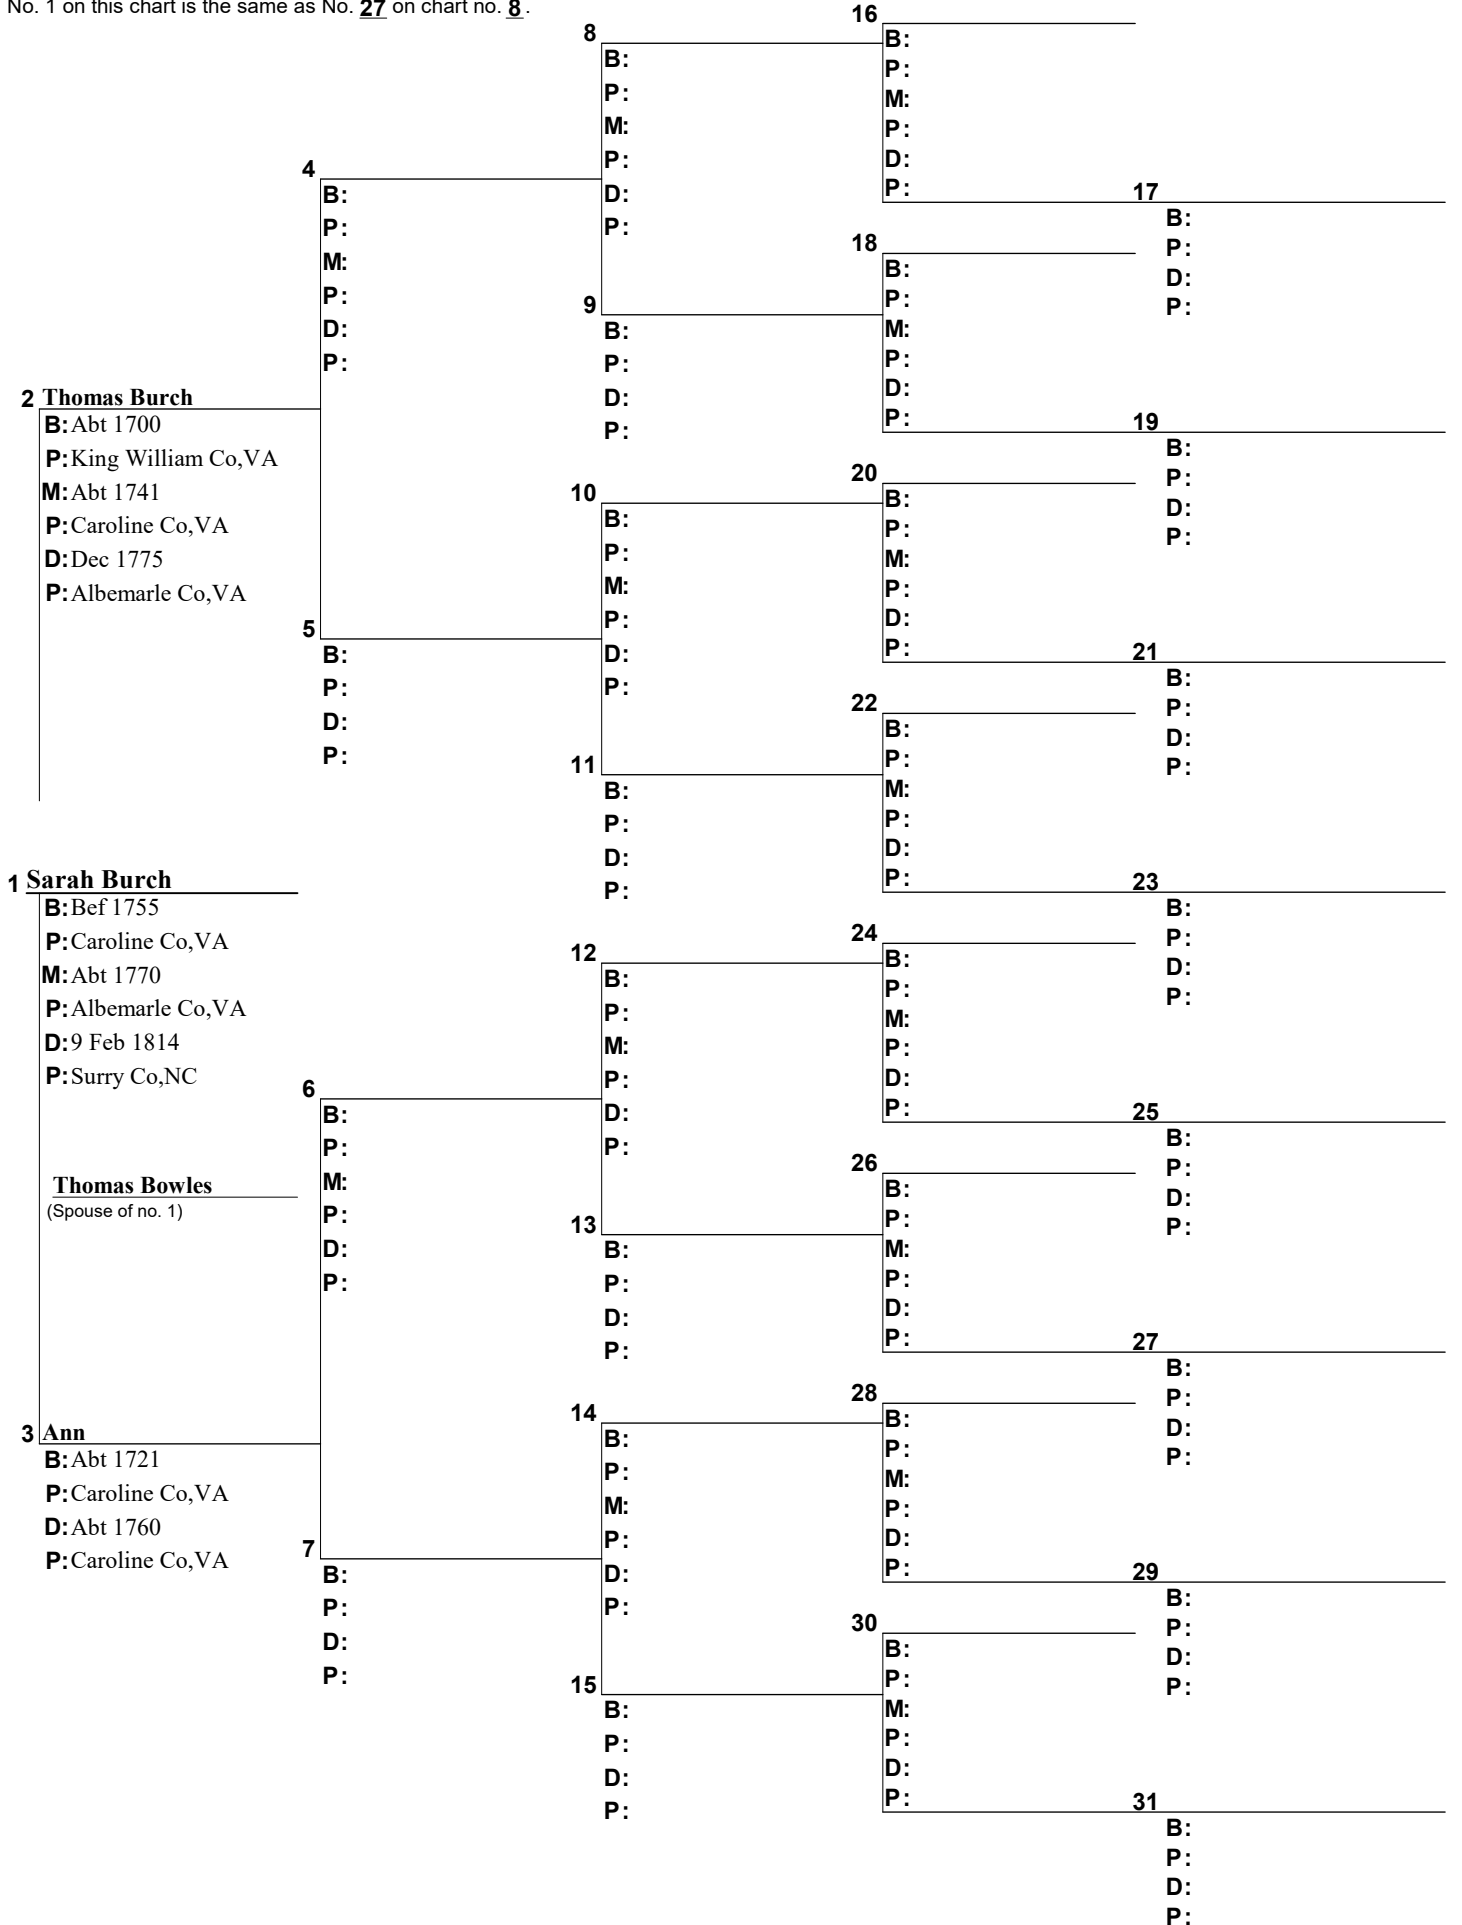 No. 1 on this chart is the same as No. 27 on chart no. 8.
16
B:
P:
M:
P:
D:
P:
8
B:
P:
M:
P:
D:
P:
17
B:
P:
D:
P:
4
B:
P:
M:
P:
D:
P:
18
B:
P:
M:
P:
D:
P:
9
B:
P:
D:
P:
19
B:
P:
D:
P:
2 Thomas Burch
B: Abt 1700
P: King William Co,VA
M: Abt 1741
P: Caroline Co,VA
D: Dec 1775
P: Albemarle Co,VA
20
B:
P:
M:
P:
D:
P:
10
B:
P:
M:
P:
D:
P:
21
B:
P:
D:
P:
5
B:
P:
D:
P:
22
B:
P:
M:
P:
D:
P:
11
B:
P:
D:
P:
23
B:
P:
D:
P:
1 Sarah Burch
B: Bef 1755
P: Caroline Co,VA
M: Abt 1770
P: Albemarle Co,VA
D: 9 Feb 1814
P: Surry Co,NC
Thomas Bowles
(Spouse of no. 1)
24
B:
P:
M:
P:
D:
P:
12
B:
P:
M:
P:
D:
P:
25
B:
P:
D:
P:
6
B:
P:
M:
P:
D:
P:
26
B:
P:
M:
P:
D:
P:
13
B:
P:
D:
P:
27
B:
P:
D:
P:
3 Ann
B: Abt 1721
P: Caroline Co,VA
D: Abt 1760
P: Caroline Co,VA
28
B:
P:
M:
P:
D:
P:
14
B:
P:
M:
P:
D:
P:
29
B:
P:
D:
P:
7
B:
P:
D:
P:
30
B:
P:
M:
P:
D:
P:
15
B:
P:
D:
P:
31
B:
P:
D:
P: